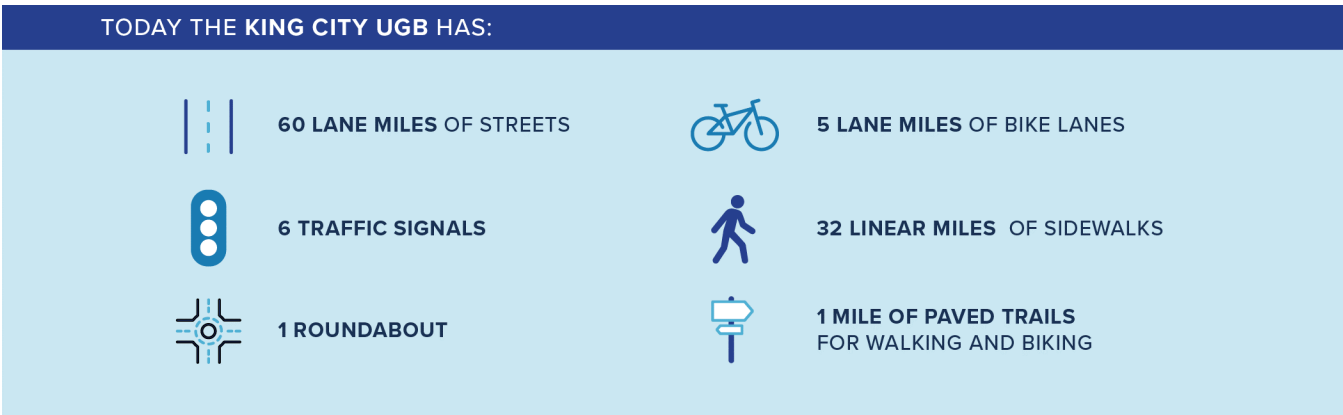 TODAY THE KING CITY UGB HAS:
60 LANE MILES OF STREETS
5 LANE MILES OF BIKE LANES
6 TRAFFIC SIGNALS
32 LINEAR MILES OF SIDEWALKS
1 ROUNDABOUT
1 MILE OF PAVED TRAILS
FOR WALKING AND BIKING